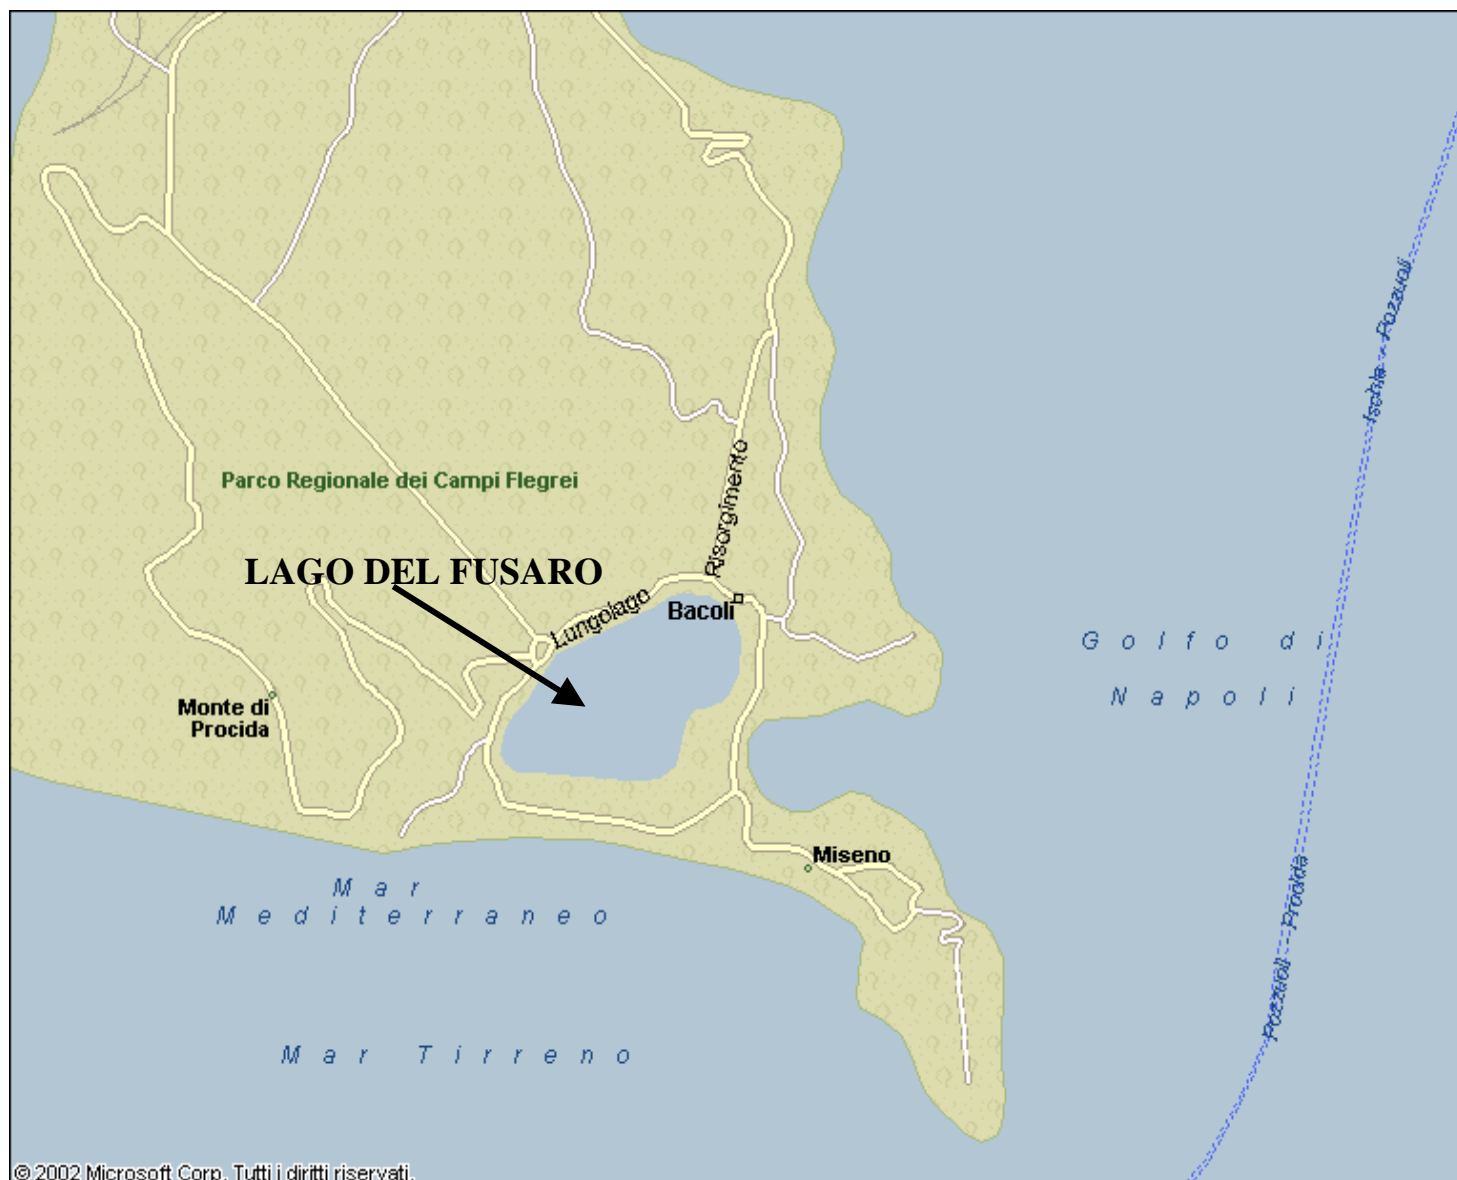 Ischia - Pozzuoli
Risorgimento
Parco Regionale dei Campi Flegrei
LAGO DEL FUSARO
Lungolago
Bacoli
Golfo di
Napoli
Monte di
Procida
Miseno
Mar
Mediterraneo
Pozzuoli - Procida
Mar Tirreno
© 2002 Microsoft Corp. Tutti i diritti riservati.